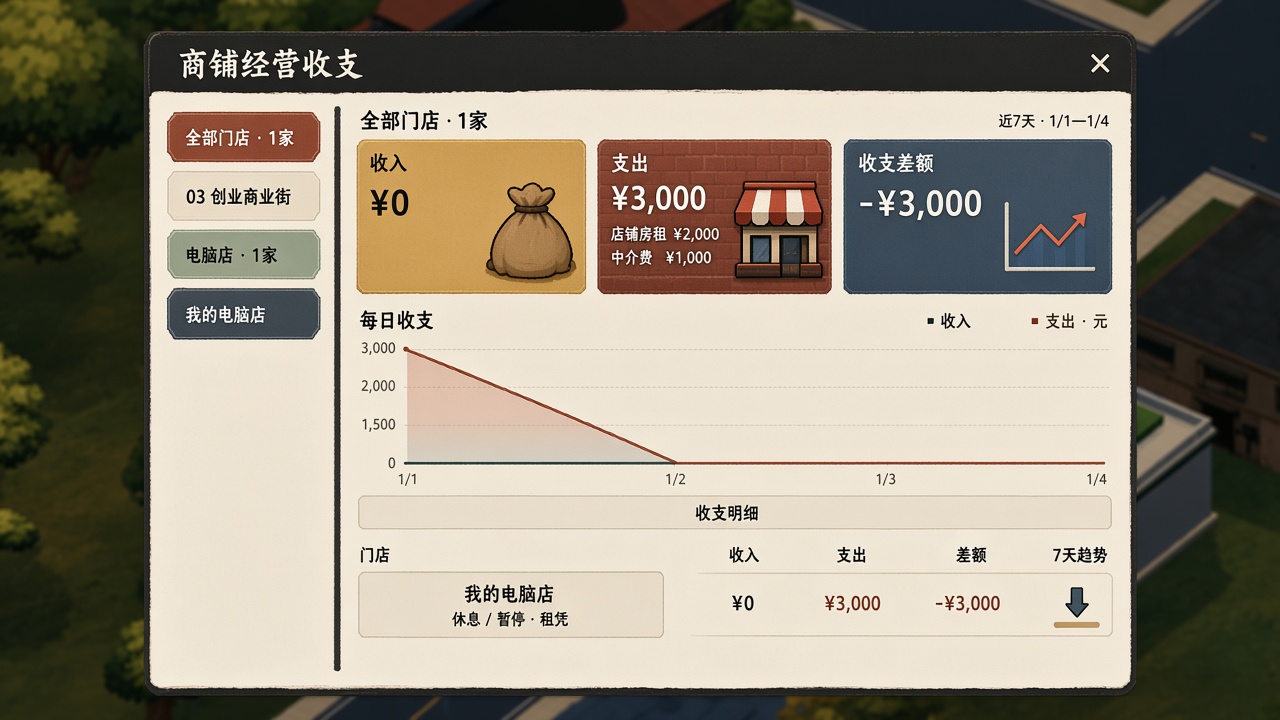 商铺经营收支
×
全部门店 · 1家
03 创业商业街
电脑店 · 1家
我的电脑店
全部门店 · 1家
近7天 · 1/1—1/4
收入
¥0
支出
¥3,000
店铺房租 ¥2,000
中介费 ¥1,000
收支差额
-¥3,000
每日收支
收入
支出 · 元
3,000
2,000
1,500
0
1/1 1/2 1/3 1/4
收支明细
门店 收入 支出 差额 7天趋势
我的电脑店
休息 / 暂停 · 租凭
¥0 ¥3,000 -¥3,000